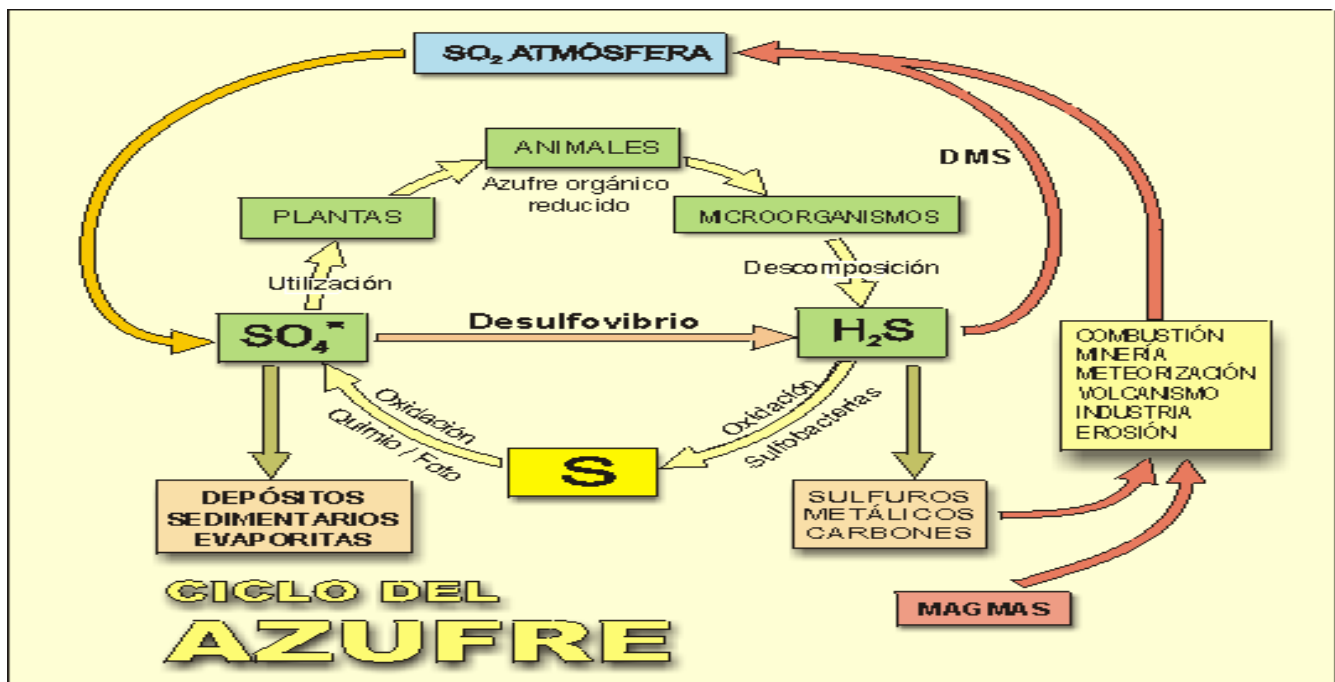 SO₂ ATMÓSFERA
DMS
ANIMALES
Azufre orgánico
reducido
PLANTAS
MICROORGANISMOS
Utilización
Descomposición
SO₄⁼
Desulfovibrio
H₂S
Oxidación
Quimio / Foto
S
Oxidación
Sulfobacterias
COMBUSTIÓN
MINERÍA
METEORIZACIÓN
VOLCANISMO
INDUSTRIA
EROSIÓN
DEPÓSITOS
SEDIMENTARIOS
EVAPORITAS
SULFUROS
METÁLICOS
CARBONES
MAGMAS
CICLO DEL
AZUFRE